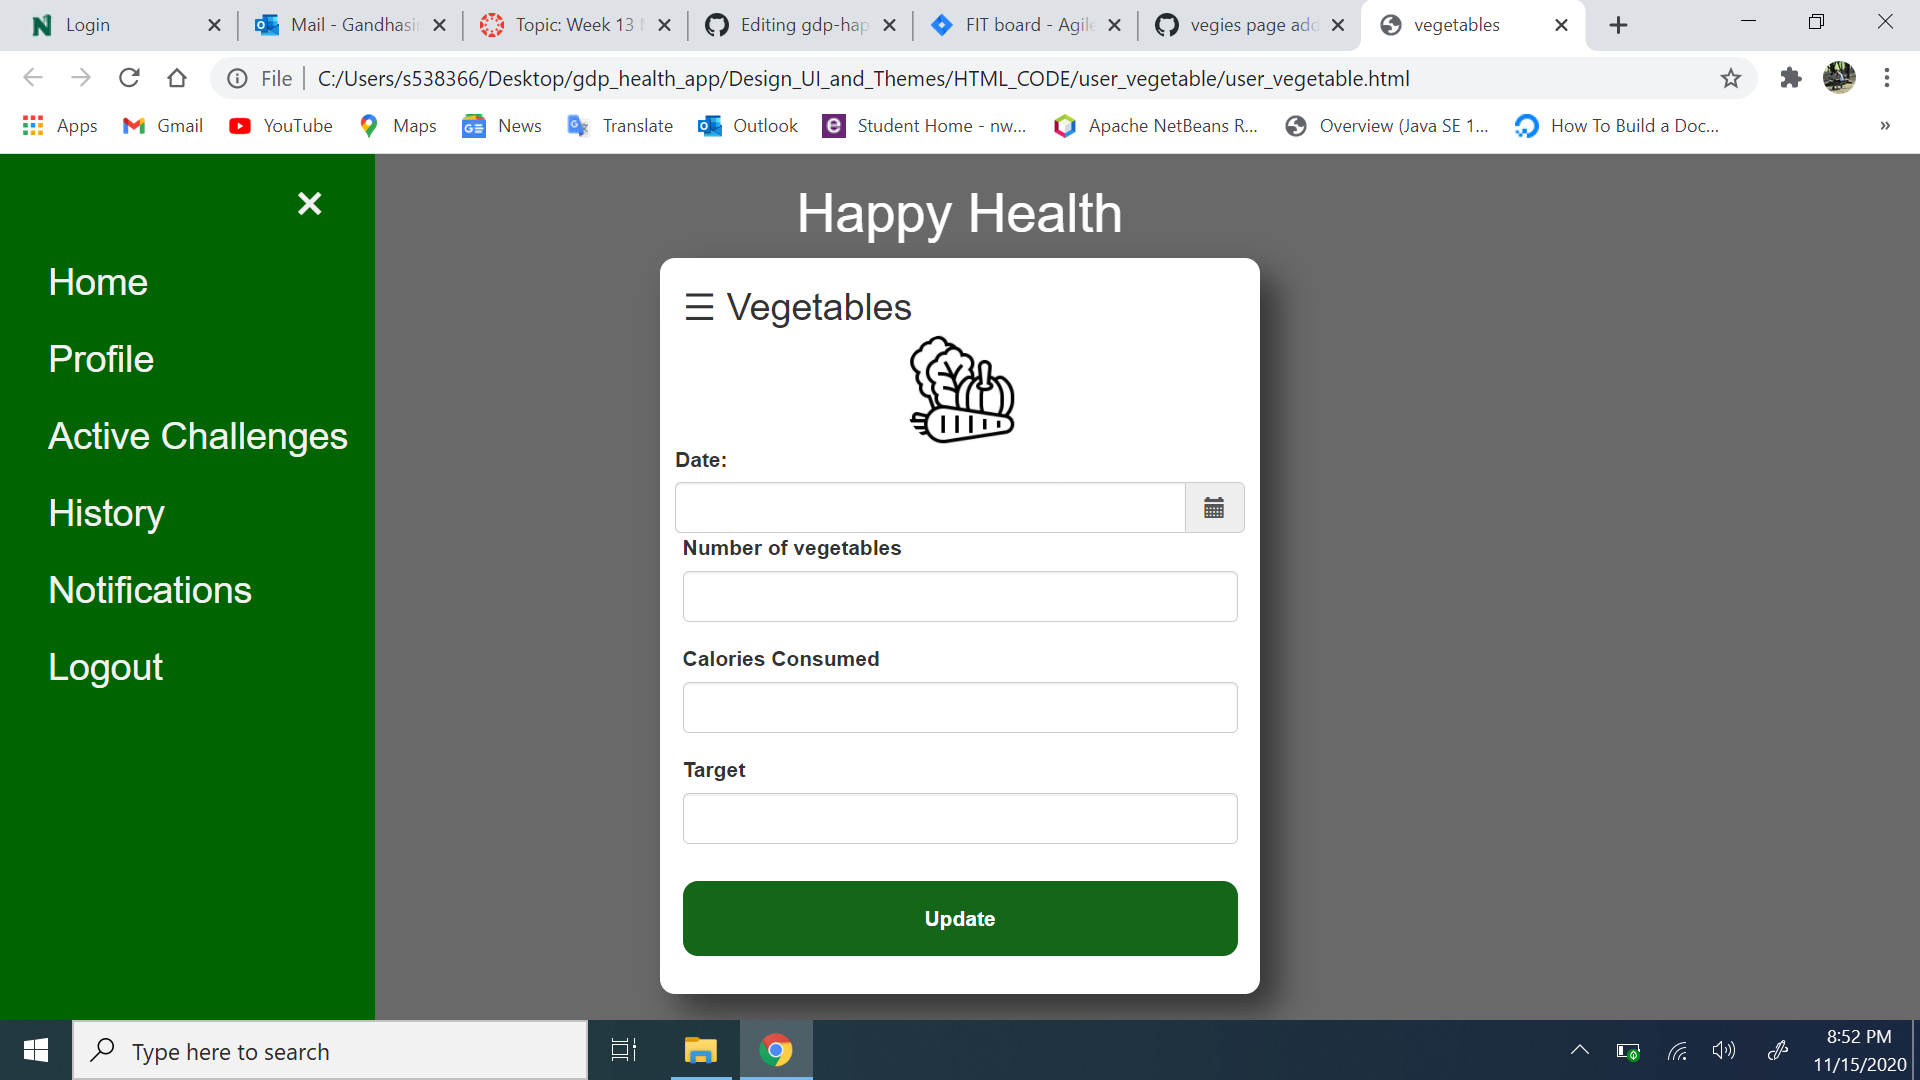 Login
Mail - Gandhasir
Topic: Week 13
Editing gdp-hap
FIT board - Agile
vegies page add
vegetables
File
C:/Users/s538366/Desktop/gdp_health_app/Design_UI_and_Themes/HTML_CODE/user_vegetable/user_vegetable.html
Apps
Gmail
YouTube
Maps
News
Translate
Outlook
Student Home - nw...
Apache NetBeans R...
Overview (Java SE 1...
How To Build a Doc...
»
Home
Profile
Active Challenges
History
Notifications
Logout
Happy Health
☰ Vegetables
Date:
Number of vegetables
Calories Consumed
Target
Update
Type here to search
8:52 PM
11/15/2020